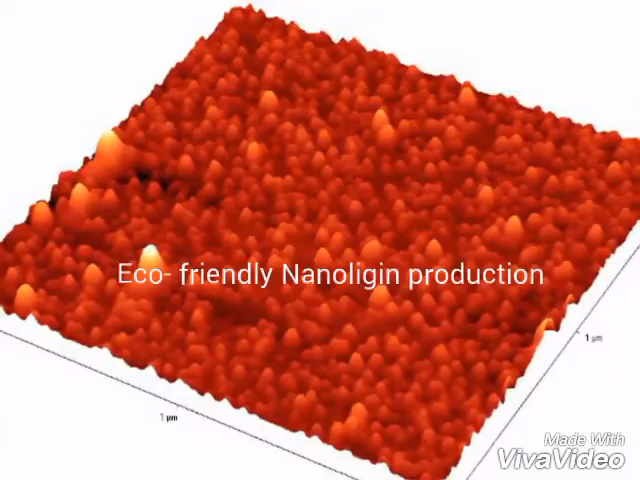 Eco- friendly Nanoligin production
1 µm
1 µm
Made With
VivaVideo